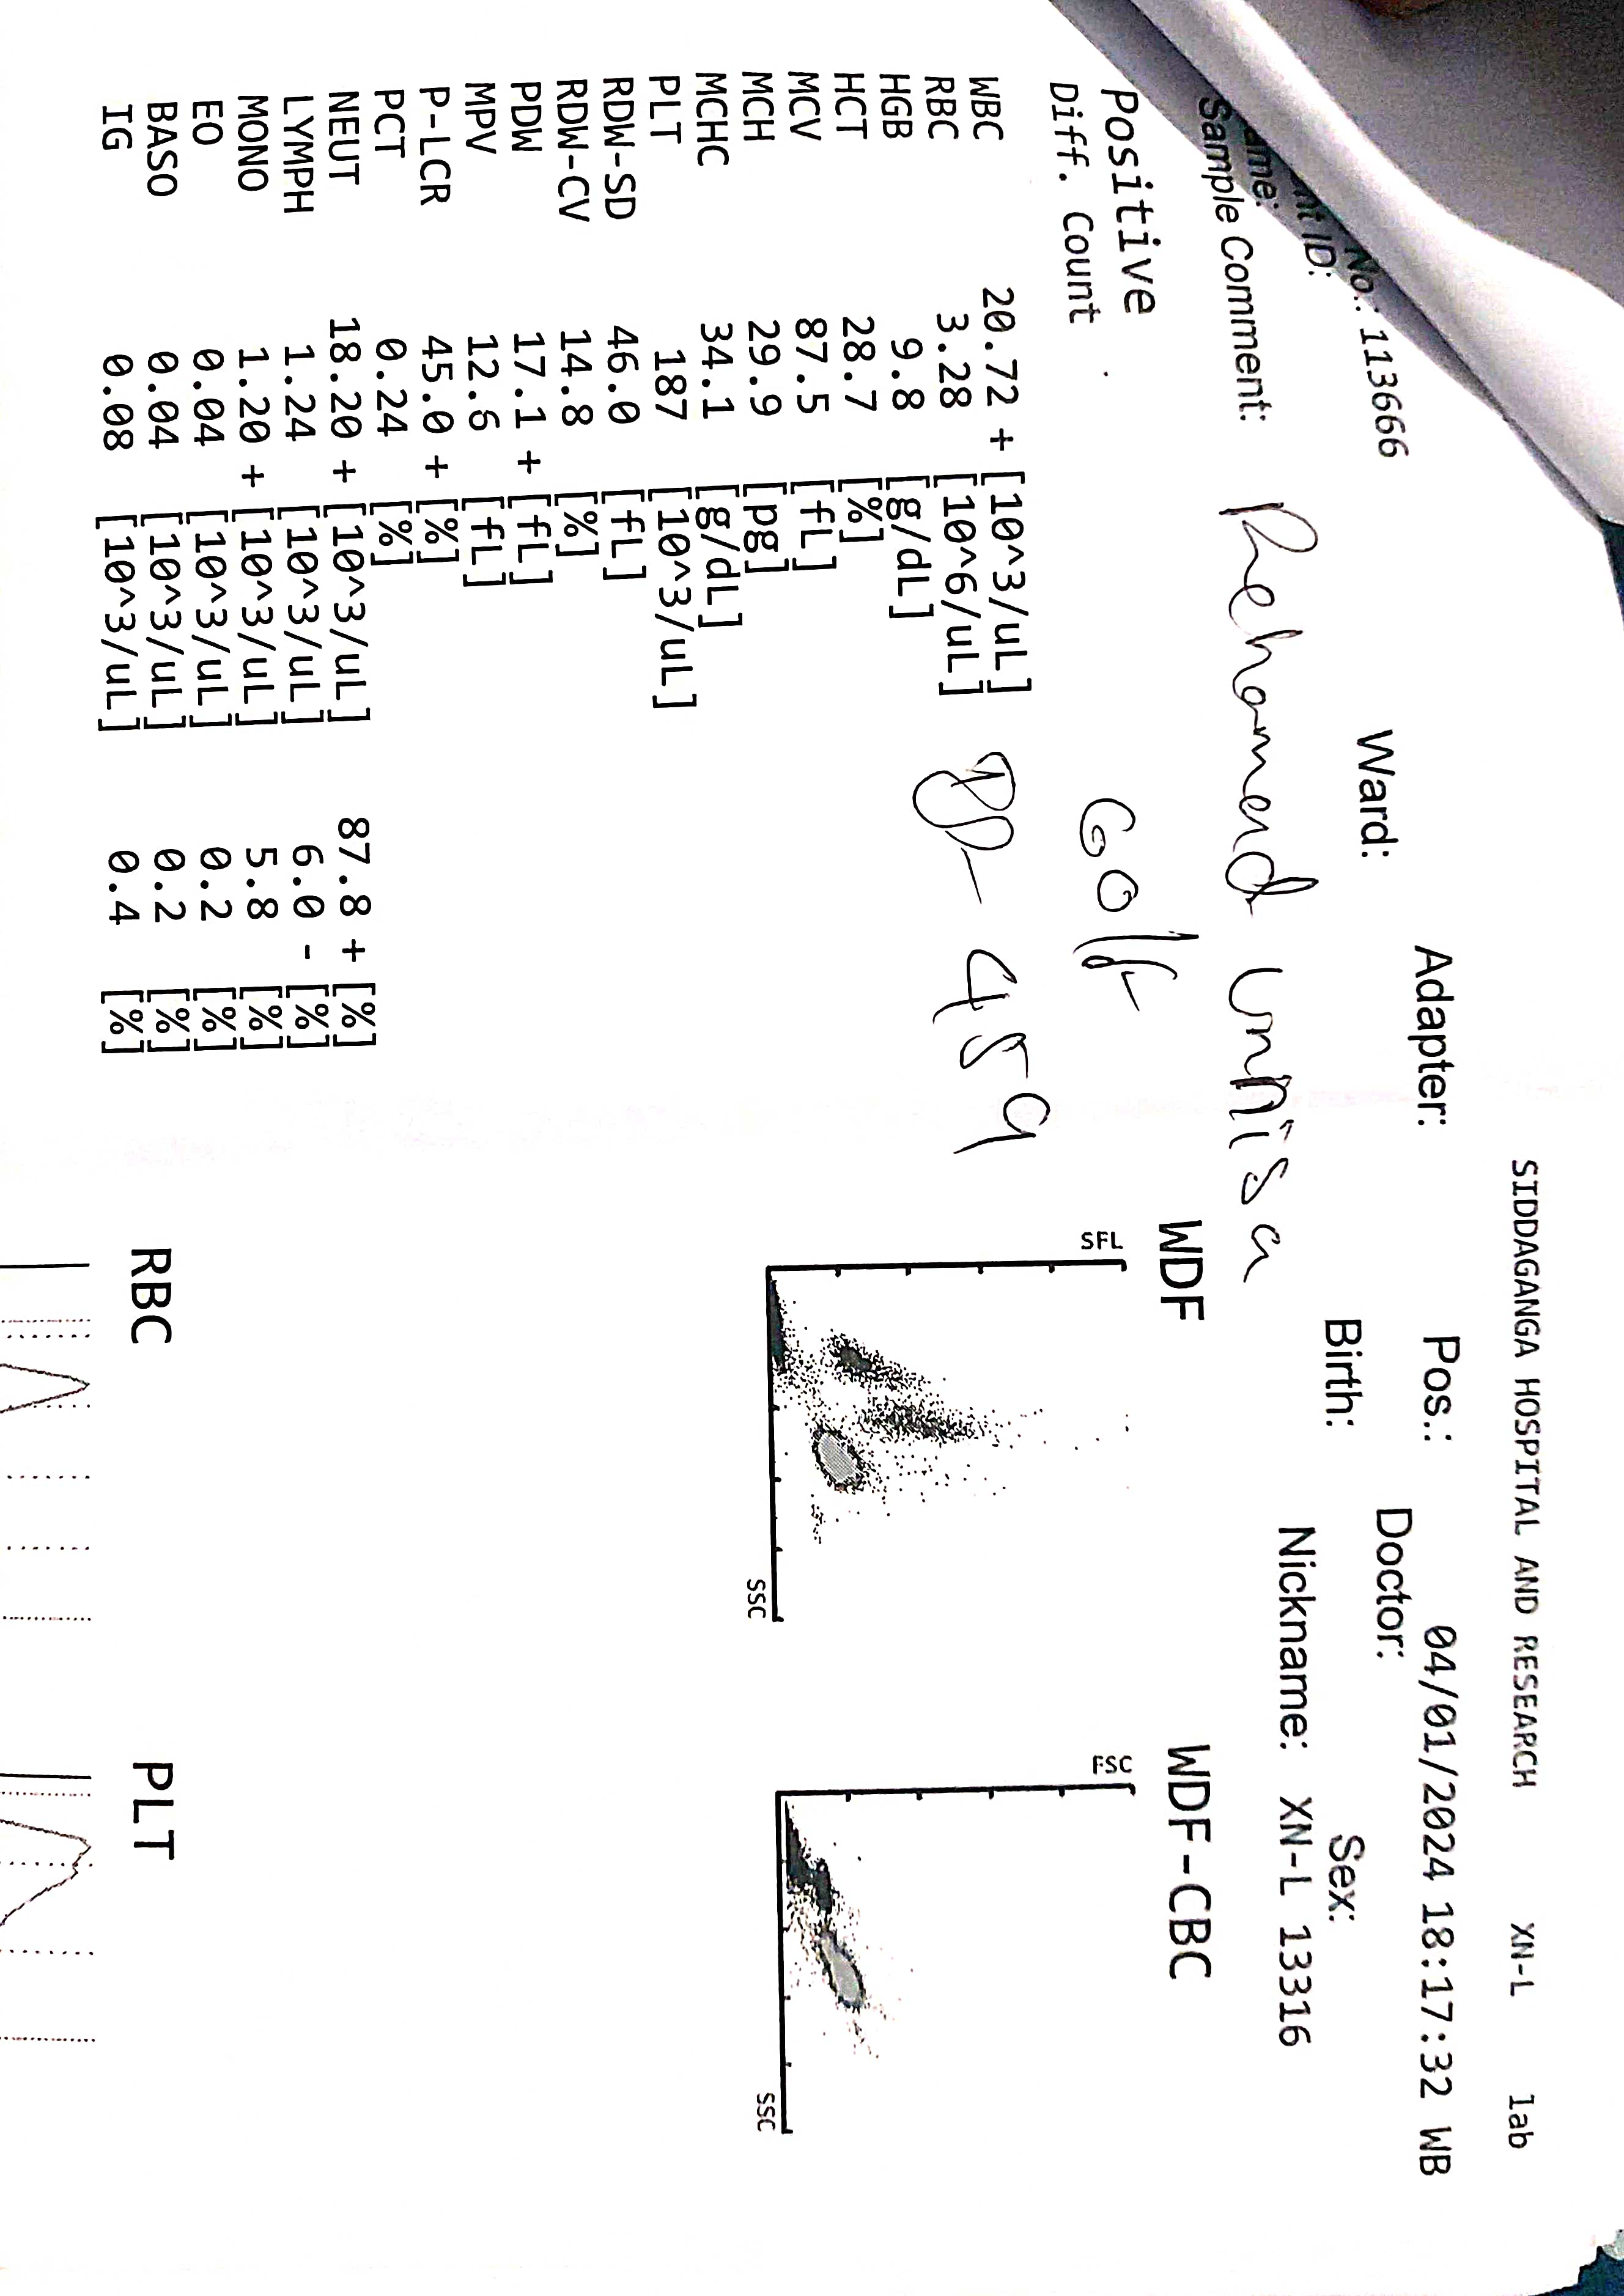 SIDDAGANGA HOSPITAL AND RESEARCH XN-L lab
No.: 113666 Adapter: Pos.: 04/01/2024 18:17:32 WB
nt ID: Ward: Doctor:
ame: Birth: Sex:
Sample Comment: Nickname: XN-L 13316
Rehamend Unnisa
Positive
Diff. Count
60/F
459
WBC 20.72 + [10^3/uL]
RBC 3.28 [10^6/uL]
HGB 9.8 [g/dL]
HCT 28.7 [%]
MCV 87.5 [fL]
MCH 29.9 [pg]
MCHC 34.1 [g/dL]
PLT 187 [10^3/uL]
RDW-SD 46.0 [fL]
RDW-CV 14.8 [%]
PDW 17.1 + [fL]
MPV 12.6 [fL]
P-LCR 45.0 + [%]
PCT 0.24 [%]
NEUT 18.20 + [10^3/uL] 87.8 + [%]
LYMPH 1.24 [10^3/uL] 6.0 - [%]
MONO 1.20 + [10^3/uL] 5.8 [%]
EO 0.04 [10^3/uL] 0.2 [%]
BASO 0.04 [10^3/uL] 0.2 [%]
IG 0.08 [10^3/uL] 0.4 [%]
WDF
SFL
SSC
WDF-CBC
FSC
SSC
RBC
PLT